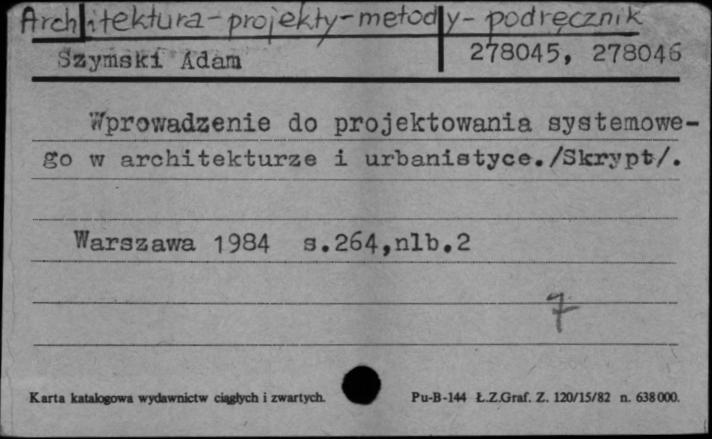 Architektura-projekty-metody-podręcznik
Szymski Adam 278045, 278046
Wprowadzenie do projektowania systemowe-
go w architekturze i urbanistyce./Skrypt/.
Warszawa 1984 s.264,nlb.2
7
Karta katalogowa wydawnictw ciągłych i zwartych. Pu-B-144 Ł.Z.Graf. Z. 120/15/82 n. 638000.